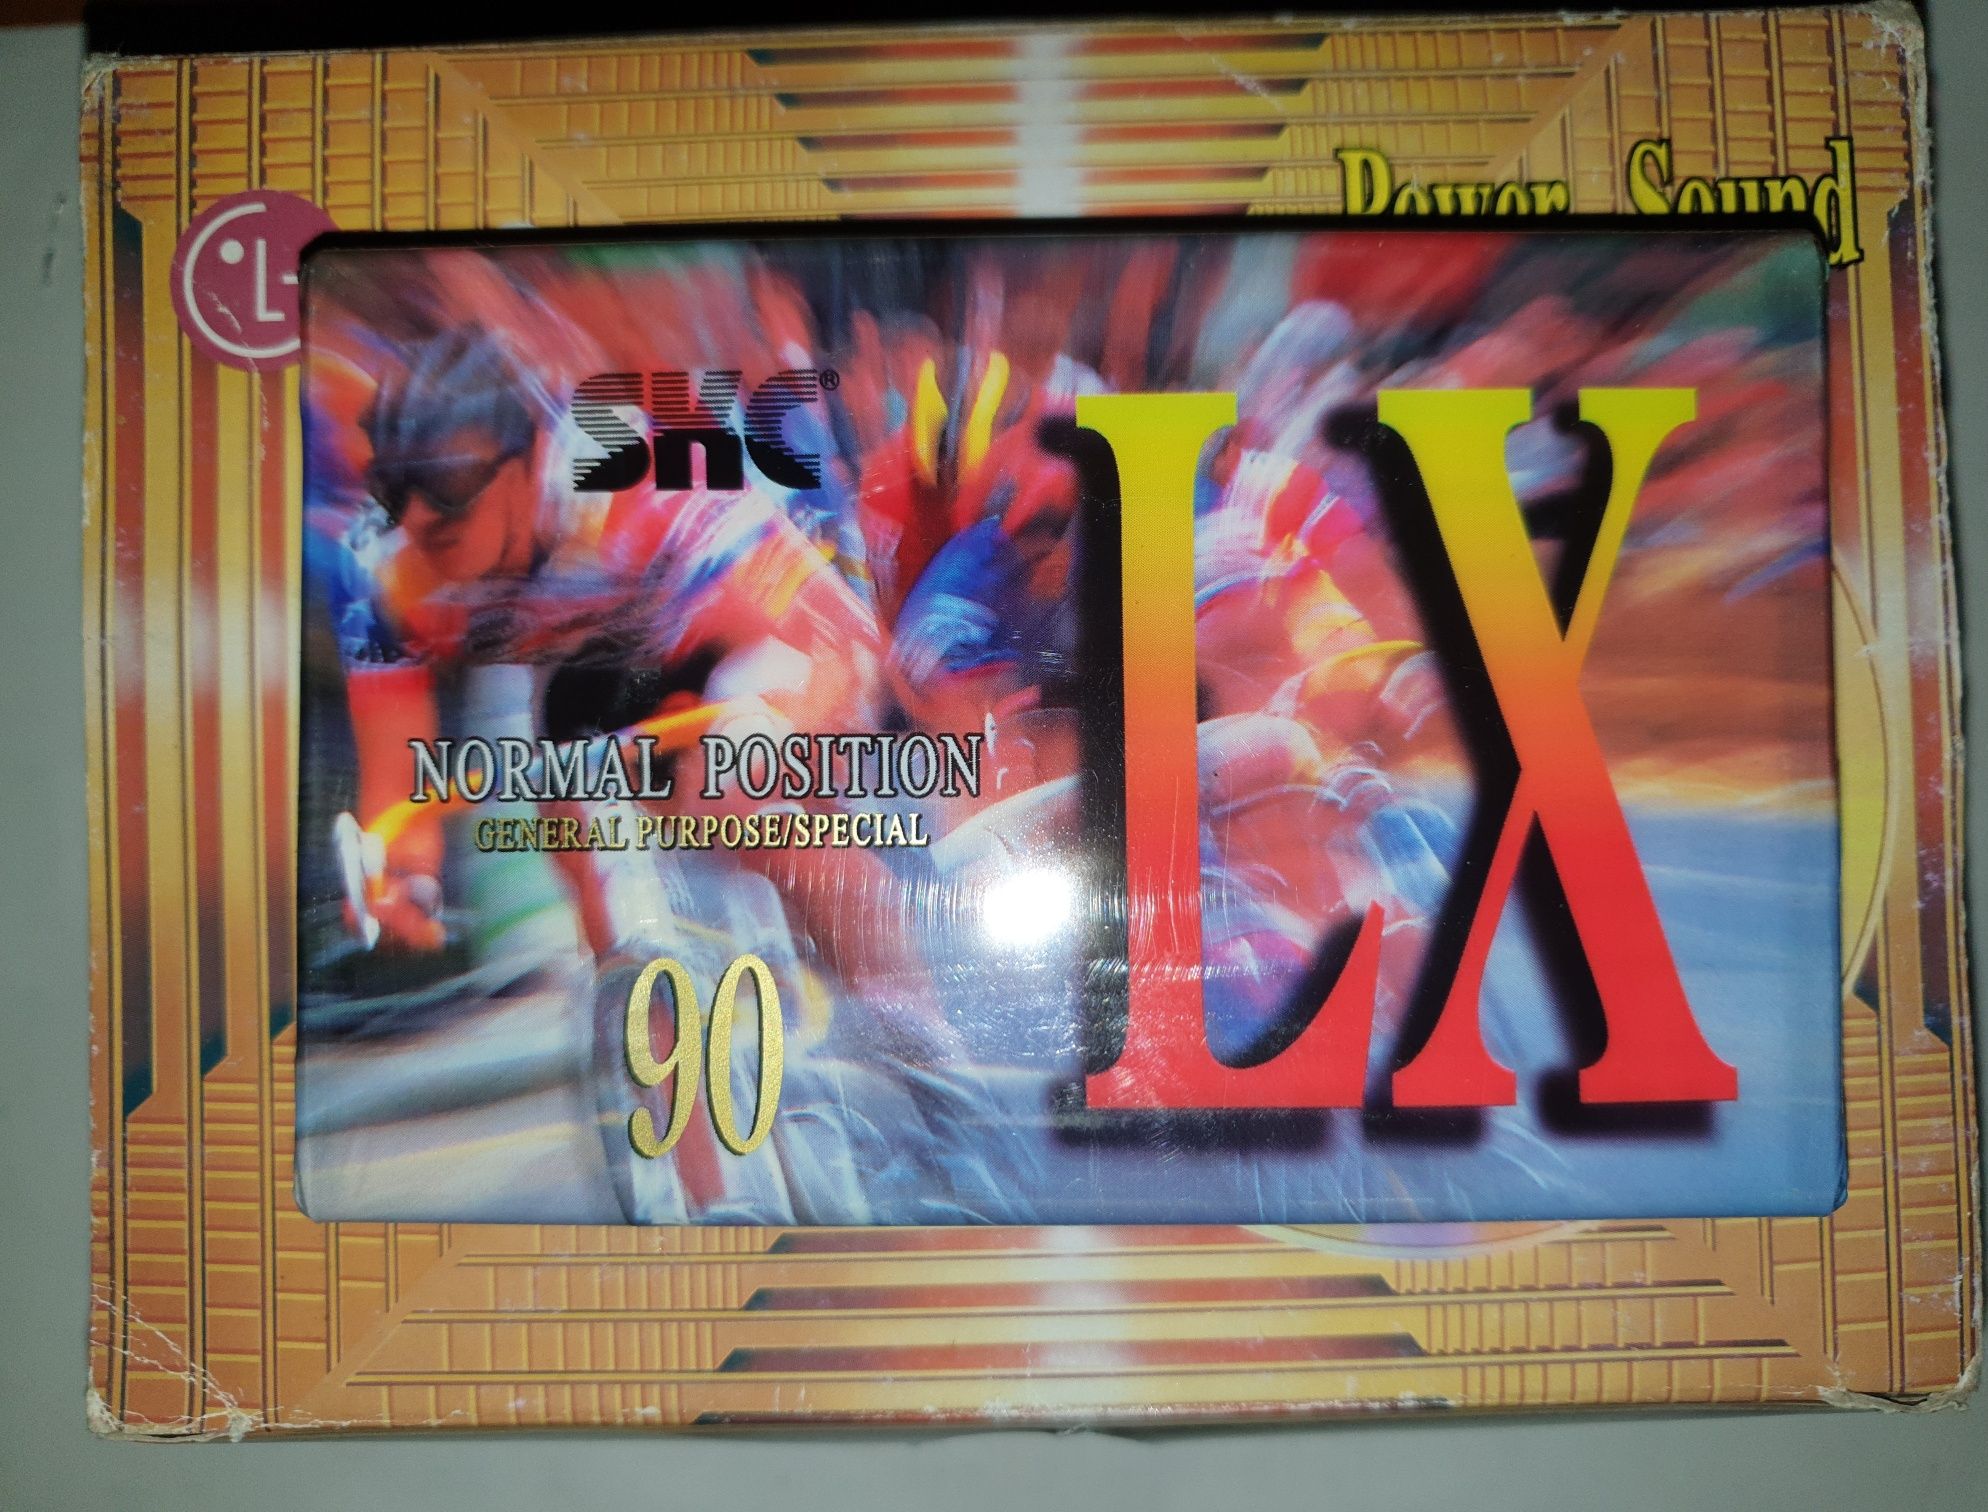 Power Sound
L
SKC®
LX
NORMAL POSITION
GENERAL PURPOSE/SPECIAL
90